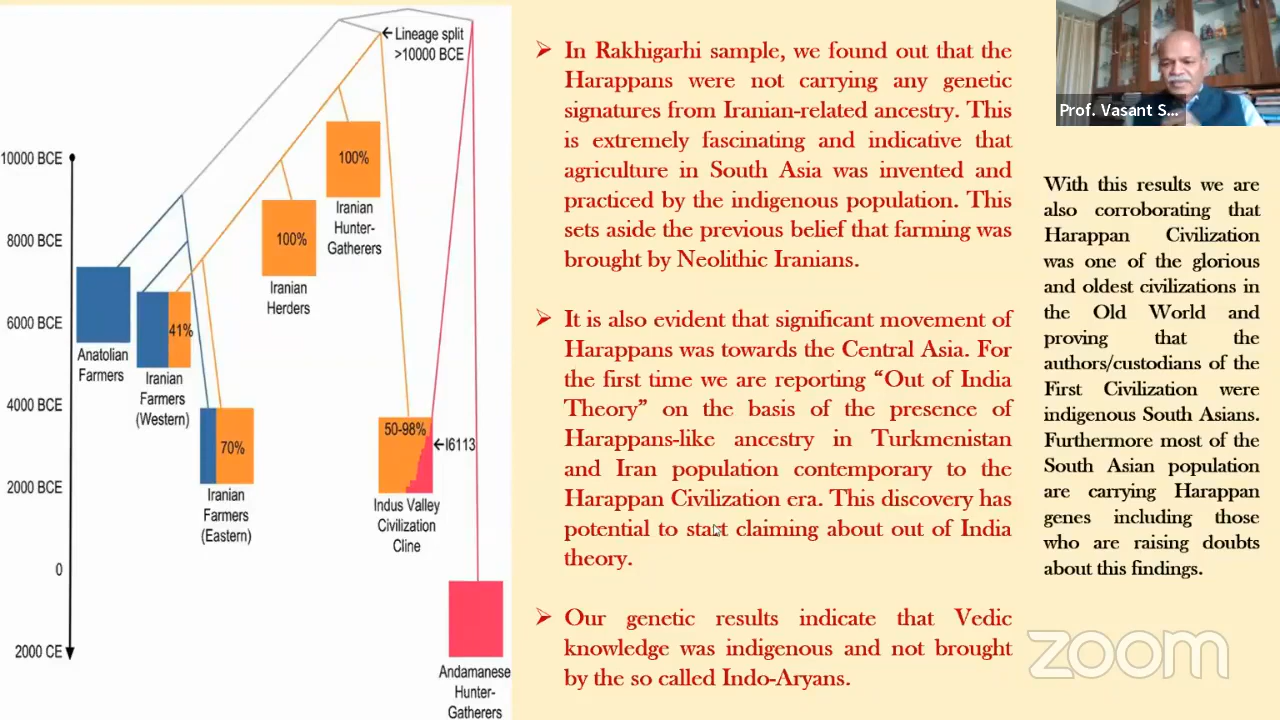 Lineage split
>10000 BCE
10000 BCE
8000 BCE
6000 BCE
4000 BCE
2000 BCE
0
2000 CE
Anatolian
Farmers
41%
Iranian
Farmers
(Western)
70%
Iranian
Farmers
(Eastern)
100%
Iranian
Herders
100%
Iranian
Hunter-
Gatherers
50-98%
I6113
Indus Valley
Civilization
Cline
Andamanese
Hunter-
Gatherers
In Rakhigarhi sample, we found out that the
Harappans were not carrying any genetic
signatures from Iranian-related ancestry. This
is extremely fascinating and indicative that
agriculture in South Asia was invented and
practiced by the indigenous population. This
sets aside the previous belief that farming was
brought by Neolithic Iranians.
It is also evident that significant movement of
Harappans was towards the Central Asia. For
the first time we are reporting “Out of India
Theory” on the basis of the presence of
Harappans-like ancestry in Turkmenistan
and Iran population contemporary to the
Harappan Civilization era. This discovery has
potential to start claiming about out of India
theory.
Our genetic results indicate that Vedic
knowledge was indigenous and not brought
by the so called Indo-Aryans.
Prof. Vasant S...
With this results we are
also corroborating that
Harappan Civilization
was one of the glorious
and oldest civilizations in
the Old World and
proving that the
authors/custodians of the
First Civilization were
indigenous South Asians.
Furthermore most of the
South Asian population
are carrying Harappan
genes including those
who are raising doubts
about this findings.
zoom